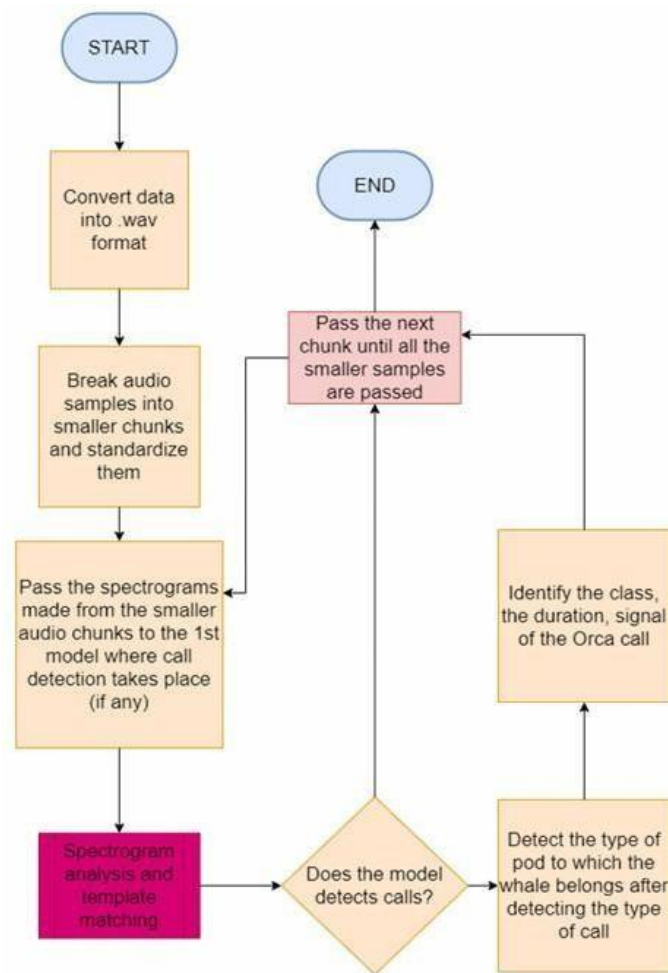 START
Convert data
into .wav
format
Break audio
samples into
smaller chunks
and standardize
them
Pass the spectrograms
made from the smaller
audio chunks to the 1st
model where call
detection takes place
(if any)
Spectrogram
analysis and
template
matching.
Does the model
detects calls?
Detect the type of
pod to which the
whale belongs after
detecting the type
of call
Identify the class,
the duration, signal
of the Orca call
Pass the next
chunk until all the
smaller samples
are passed
END